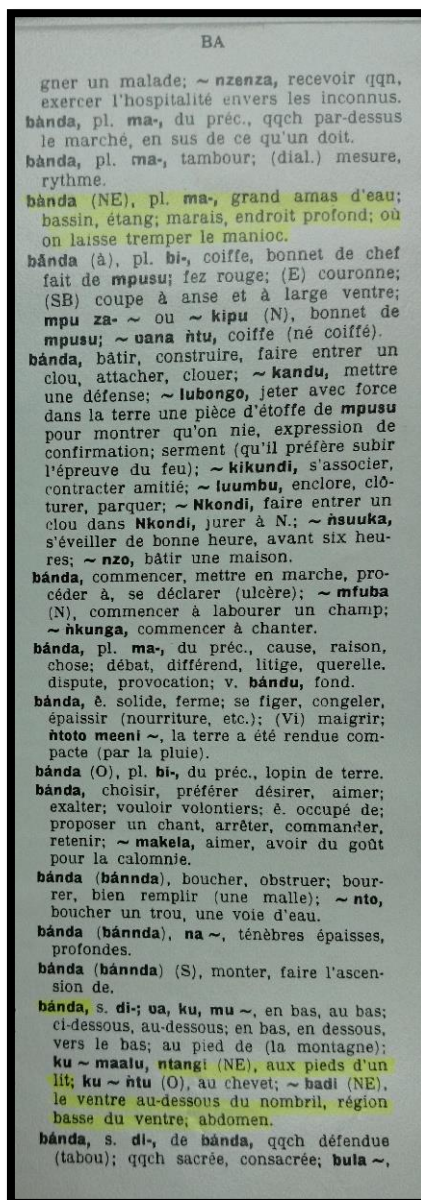 BA
gner un malade; ~ nzenza, recevoir qqn,
exercer l'hospitalité envers les inconnus.
bànda, pl. ma-, du préc., qqch par-dessus
le marché, en sus de ce qu'un doit.
bànda, pl. ma-, tambour; (dial.) mesure,
rythme.
bànda (NE), pl. ma-, grand amas d'eau;
bassin, étang; marais, endroit profond; où
on laisse tremper le manioc.
bǎnda (à), pl. bi-, coiffe, bonnet de chef
fait de mpusu; fez rouge; (E) couronne;
(SB) coupe à anse et à large ventre;
mpu za- ~ ou ~ kipu (N), bonnet de
mpusu; ~ ʋana ǹtu, coiffe (né coiffé).
bánda, bâtir, construire, faire entrer un
clou, attacher, clouer; ~ kandu, mettre
une défense; ~ lubongo, jeter avec force
dans la terre une pièce d'étoffe de mpusu
pour montrer qu'on nie, expression de
confirmation; serment (qu'il préfère subir
l'épreuve du feu); ~ kikundi, s'associer,
contracter amitié; ~ luumbu, enclore, clô-
turer, parquer; ~ Nkondi, faire entrer un
clou dans Nkondi, jurer à N.; ~ ǹsuuka,
s'éveiller de bonne heure, avant six heu-
res; ~ nzo, bâtir une maison.
bánda, commencer, mettre en marche, pro-
céder à, se déclarer (ulcère); ~ mfuba
(N), commencer à labourer un champ;
~ ǹkunga, commencer à chanter.
bánda, pl. ma-, du préc., cause, raison,
chose; débat, différend, litige, querelle.
dispute, provocation; v. bándu, fond.
bánda, ê. solide, ferme; se figer, congeler,
épaissir (nourriture, etc.); (Vi) maigrir;
ǹtoto meeni ~, la terre a été rendue com-
pacte (par la pluie).
bánda (O), pl. bi-, du préc., lopin de terre.
bánda, choisir, préférer désirer, aimer;
exalter; vouloir volontiers; ê. occupé de;
proposer un chant, arrêter, commander,
retenir; ~ makela, aimer, avoir du goût
pour la calomnie.
bánda (bánnda), boucher, obstruer; bour-
rer, bien remplir (une malle); ~ nto,
boucher un trou, une voie d'eau.
bánda (bánnda), na ~, ténèbres épaisses,
profondes.
bánda (bánnda) (S), monter, faire l'ascen-
sion de.
bánda, s. di-; ʋa, ku, mu ~, en bas, au bas;
ci-dessous, au-dessous; en bas, en dessous,
vers le bas; au pied de (la montagne);
ku ~ maalu, ntangi (NE), aux pieds d'un
lit; ku ~ ǹtu (O), au chevet; ~ badi (NE),
le ventre au-dessous du nombril, région
basse du ventre; abdomen.
bánda, s. di-, de bánda, qqch défendue
(tabou); qqch sacrée, consacrée; bula ~,